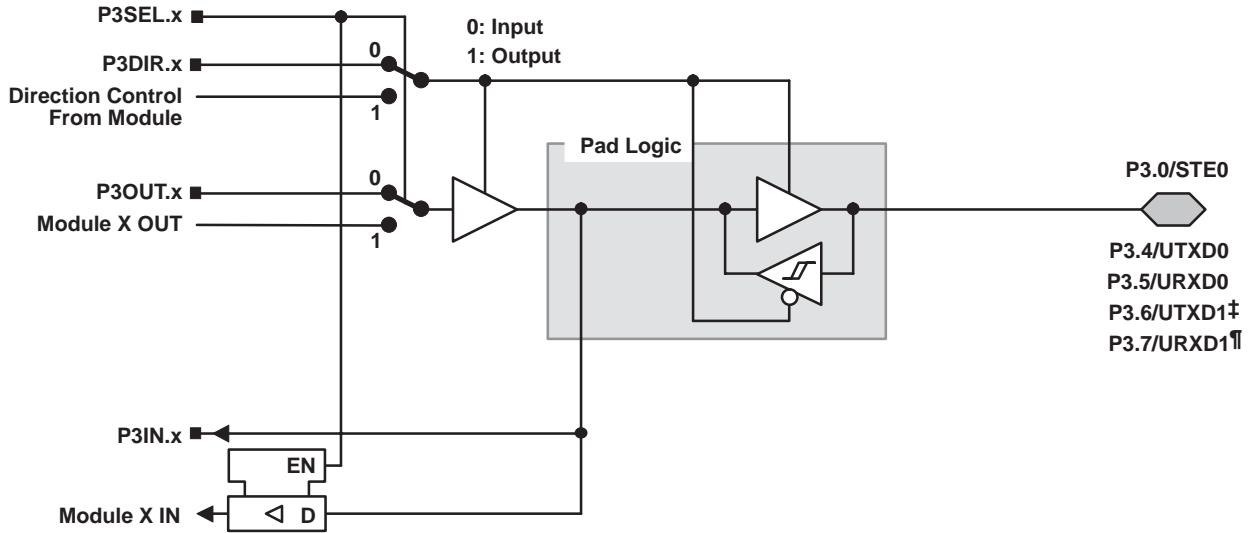 P3SEL.x
0: Input
1: Output
0
P3DIR.x
Direction Control
From Module
1
Pad Logic
P3.0/STE0
0
P3OUT.x
Module X OUT
1
P3.4/UTXD0
P3.5/URXD0
P3.6/UTXD1‡
P3.7/URXD1¶
P3IN.x
EN
Module X IN
D